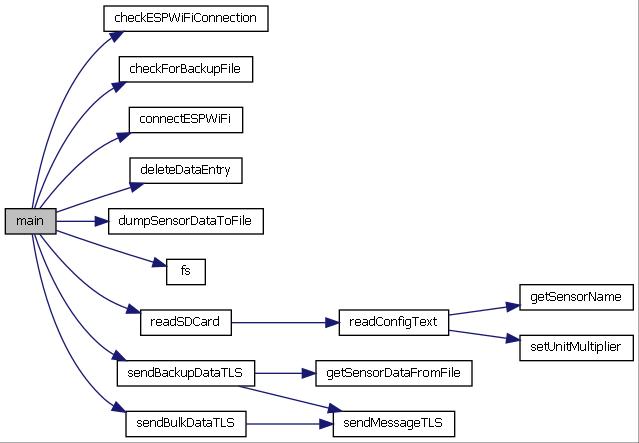 checkESPWiFiConnection
checkForBackupFile
connectESPWiFi
deleteDataEntry
main
dumpSensorDataToFile
fs
getSensorName
readSDCard
readConfigText
setUnitMultiplier
sendBackupDataTLS
getSensorDataFromFile
sendBulkDataTLS
sendMessageTLS